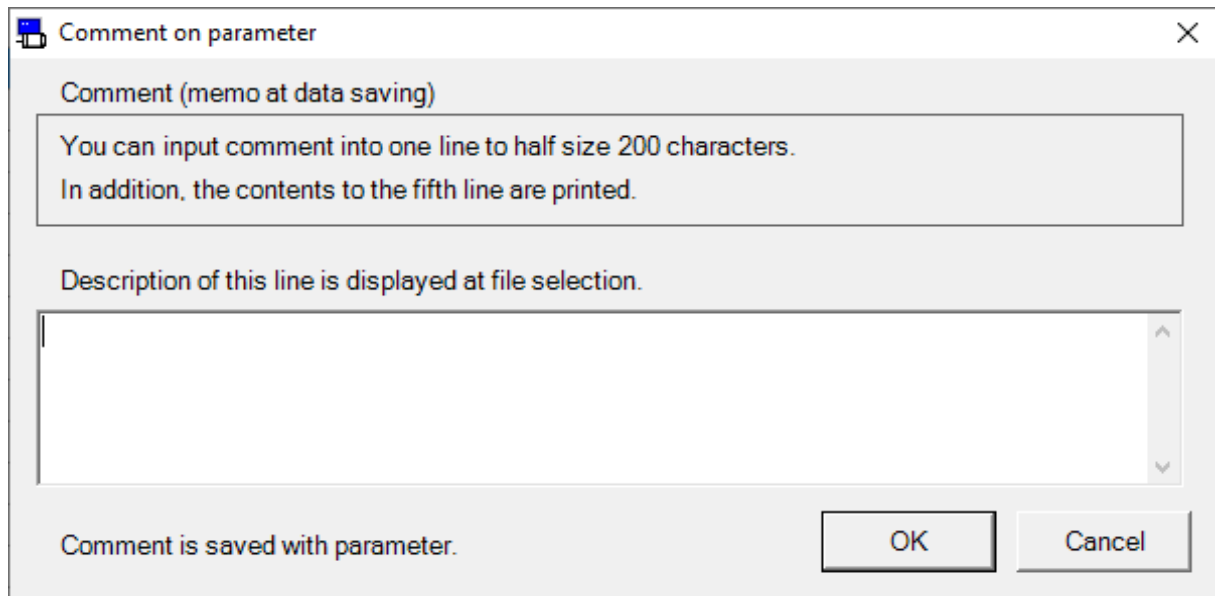 Comment on parameter
Comment (memo at data saving)
You can input comment into one line to half size 200 characters.
In addition, the contents to the fifth line are printed.
Description of this line is displayed at file selection.
Comment is saved with parameter.
OK
Cancel